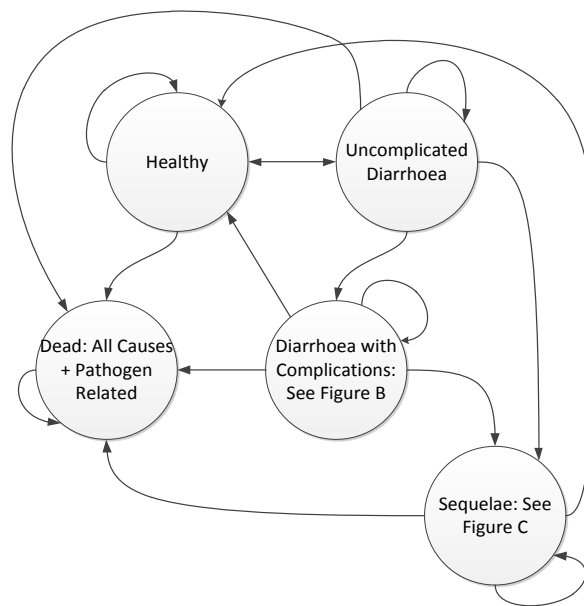 Healthy
Uncomplicated
Diarrhoea
Dead: All Causes
+ Pathogen
Related
Diarrhoea with
Complications:
See Figure B
Sequelae: See
Figure C